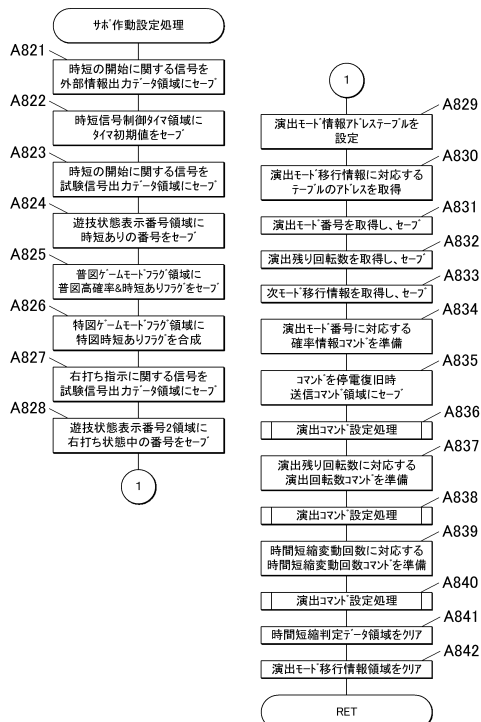 サポ作動設定処理
A821
時短の開始に関する信号を
外部情報出力データ領域にセーブ
A822
時短信号制御タイマ領域に
タイマ初期値をセーブ
A823
時短の開始に関する信号を
試験信号出力データ領域にセーブ
A824
遊技状態表示番号領域に
時短ありの番号をセーブ
A825
普図ゲームモードフラグ領域に
普図高確率&時短ありフラグをセーブ
A826
特図ゲームモードフラグ領域に
特図時短ありフラグを合成
A827
右打ち指示に関する信号を
試験信号出力データ領域にセーブ
A828
遊技状態表示番号2領域に
右打ち状態中の番号をセーブ
1
1
A829
演出モード情報アドレステーブルを
設定
A830
演出モード移行情報に対応する
テーブルのアドレスを取得
A831
演出モード番号を取得し、セーブ
A832
演出残り回転数を取得し、セーブ
A833
次モード移行情報を取得し、セーブ
A834
演出モード番号に対応する
確率情報コマンドを準備
A835
コマンドを停電復旧時
送信コマンド領域にセーブ
A836
演出コマンド設定処理
A837
演出残り回転数に対応する
演出回転数コマンドを準備
A838
演出コマンド設定処理
A839
時間短縮変動回数に対応する
時間短縮変動回数コマンドを準備
A840
演出コマンド設定処理
A841
時間短縮判定データ領域をクリア
A842
演出モード移行情報領域をクリア
RET